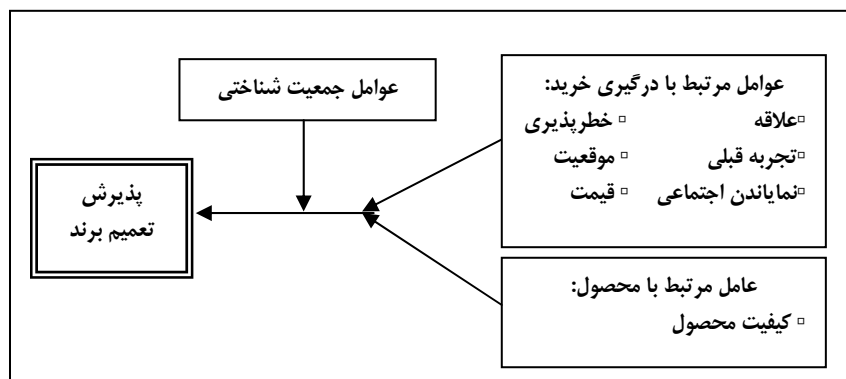 عوامل مرتبط با درگیری خرید:
▫علاقه ▫ خطرپذیری
▫تجربه قبلی ▫ موقعیت
▫نمایاندن اجتماعی ▫ قیمت
عوامل جمعیت شناختی
پذیرش
تعمیم برند
عامل مرتبط با محصول:
▫ کیفیت محصول